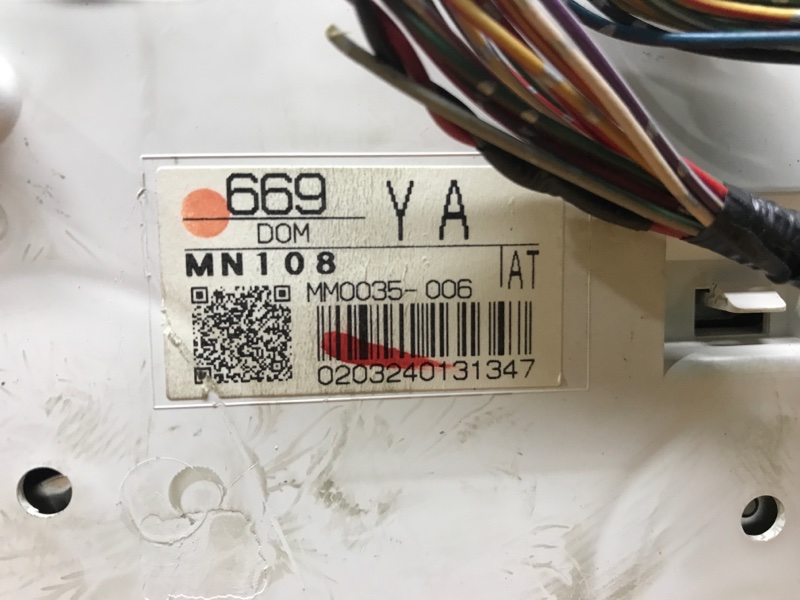 669 YA
DOM
MN108 AT
MM0035-006
0203240131347